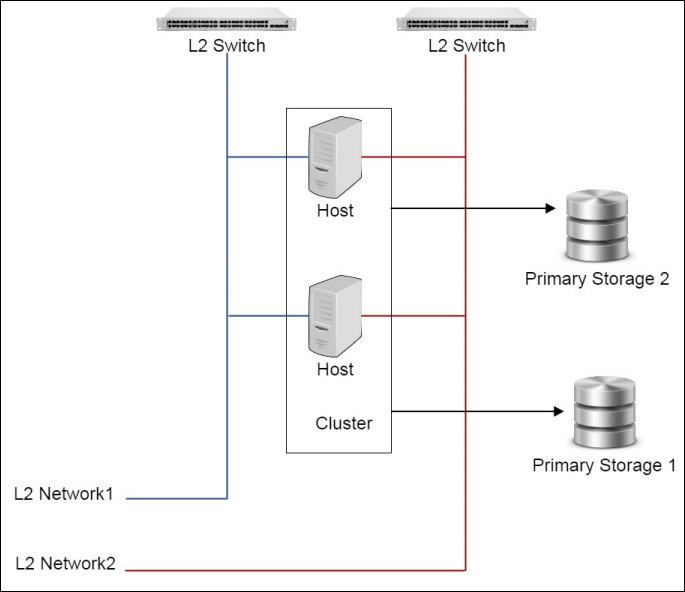 L2 Switch
L2 Switch
Host
Primary Storage 2
Host
Cluster
Primary Storage 1
L2 Network1
L2 Network2